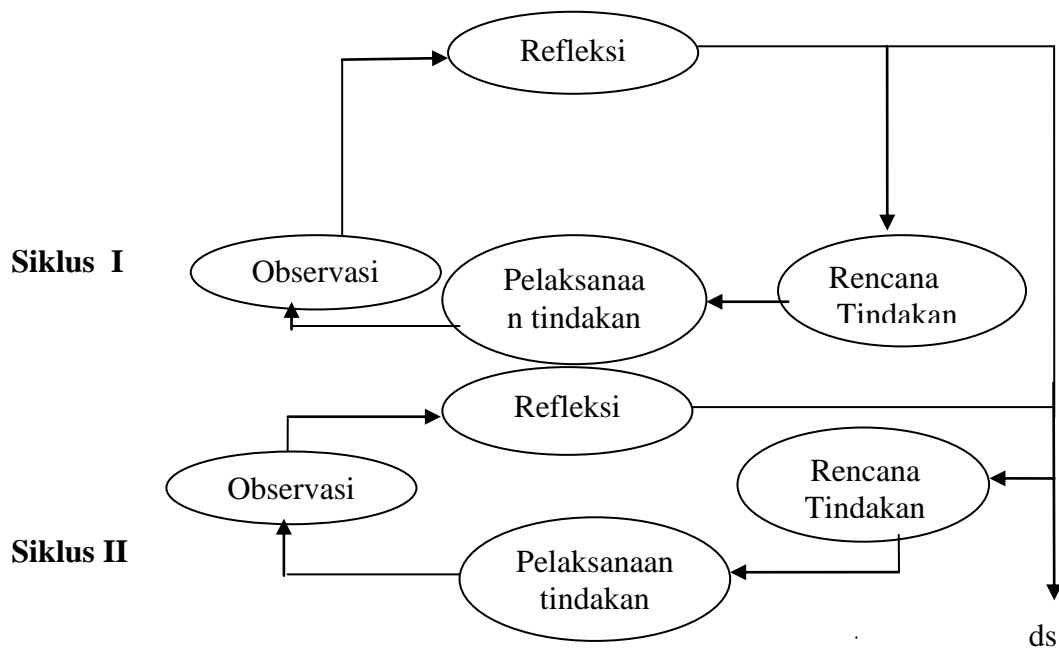 Refleksi
Siklus I
Observasi
Pelaksanaa
n tindakan
Rencana
Tindakan
Refleksi
Observasi
Rencana
Tindakan
Siklus II
Pelaksanaan
tindakan
ds